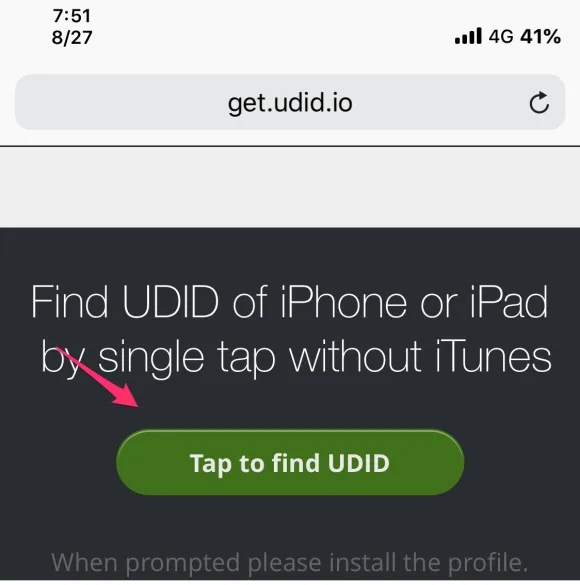 7:51
8/27
4G 41%
get.udid.io
Find UDID of iPhone or iPad
by single tap without iTunes
Tap to find UDID
When prompted please install the profile.